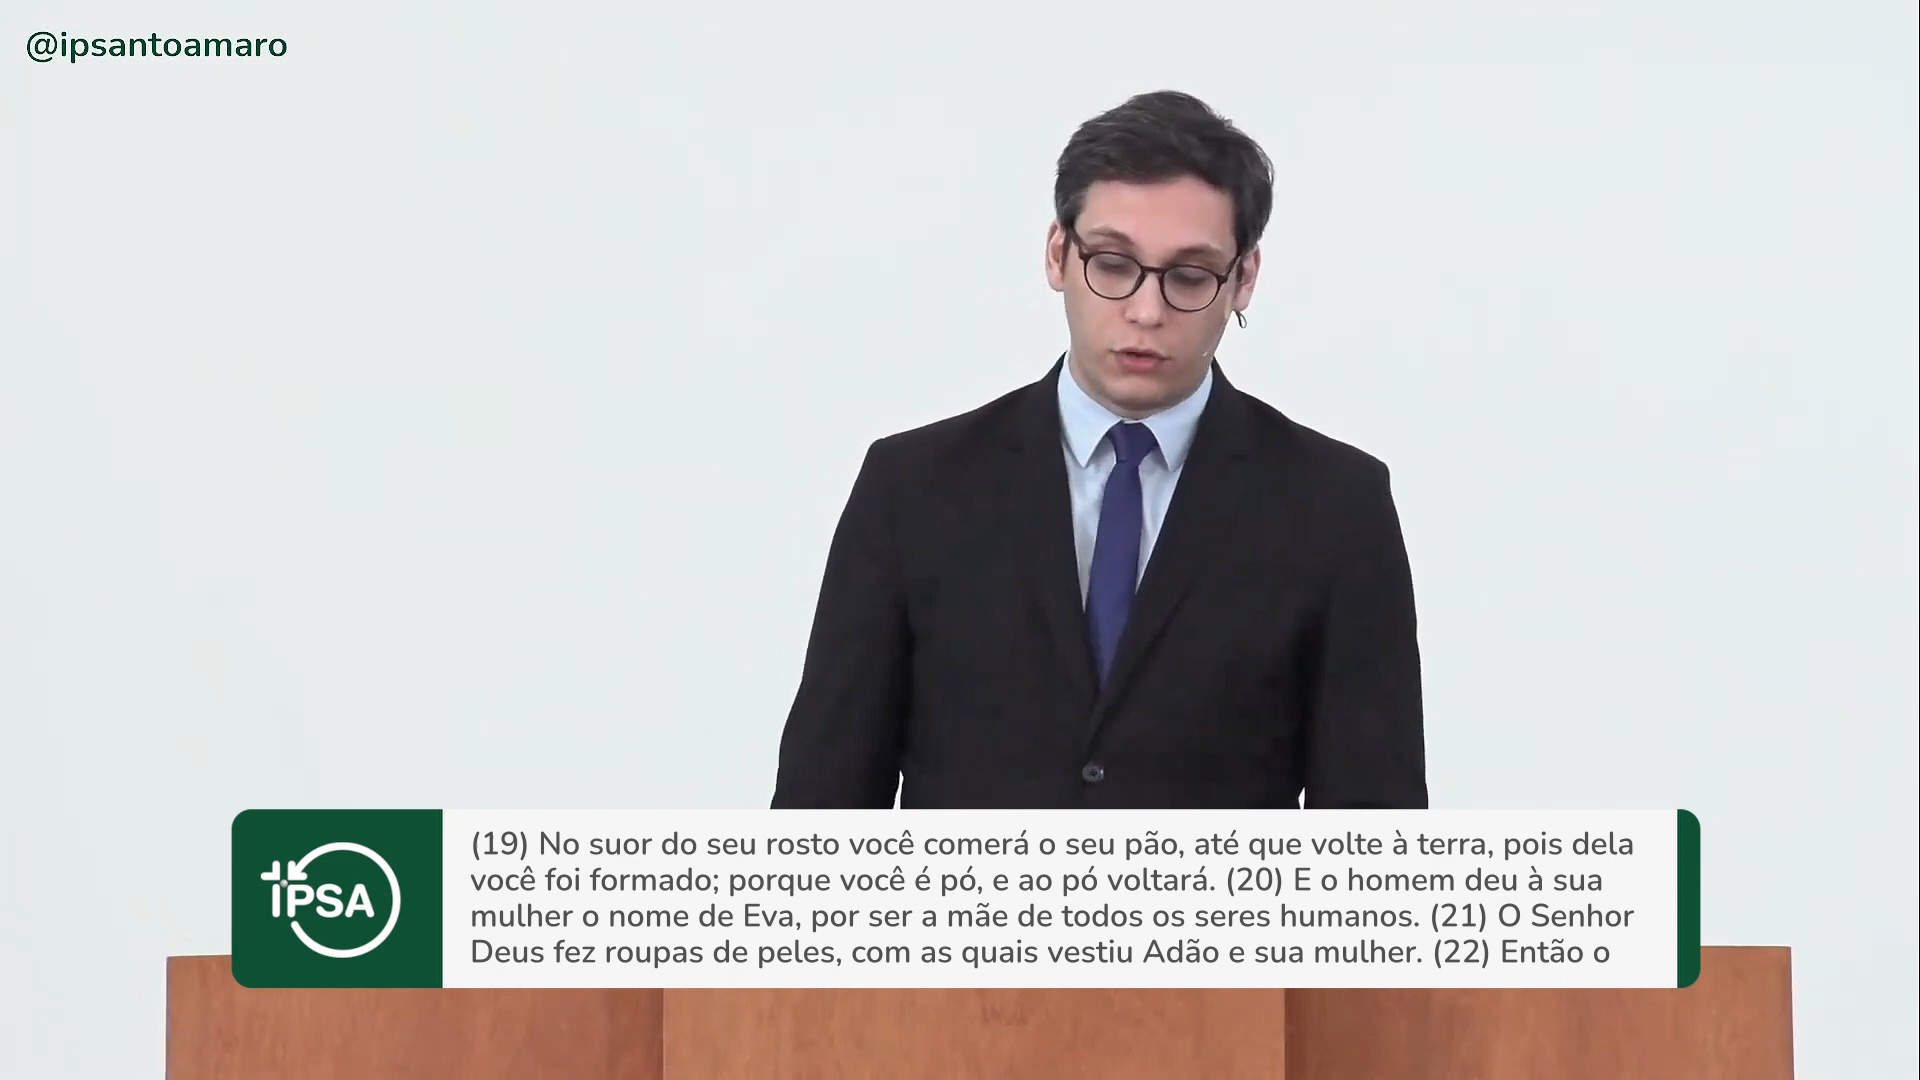 @ipsantoamaro
(19) No suor do seu rosto você comerá o seu pão, até que volte à terra, pois dela
você foi formado; porque você é pó, e ao pó voltará. (20) E o homem deu à sua
mulher o nome de Eva, por ser a mãe de todos os seres humanos. (21) O Senhor
Deus fez roupas de peles, com as quais vestiu Adão e sua mulher. (22) Então o
IPSA